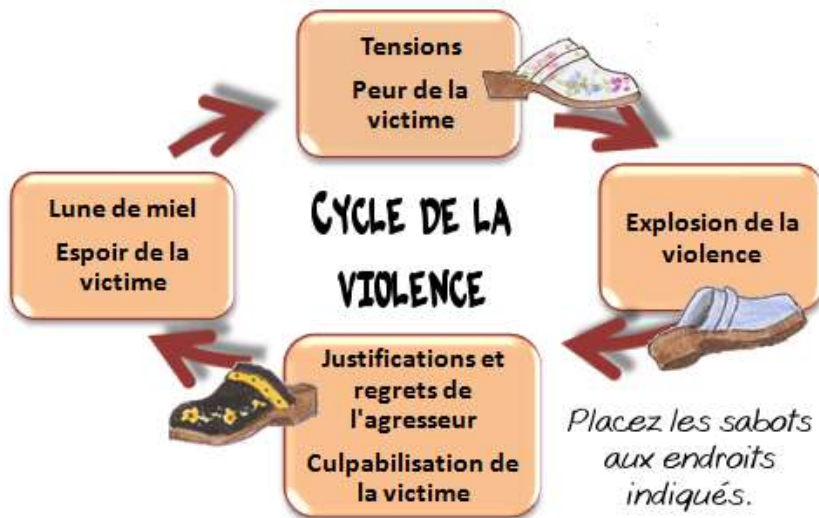 Tensions
Peur de la
victime
Lune de miel
Espoir de la
victime
CYCLE DE LA
VIOLENCE
Explosion de la
violence
Justifications et
regrets de
l'agresseur
Culpabilisation de
la victime
Placez les sabots
aux endroits
indiqués.